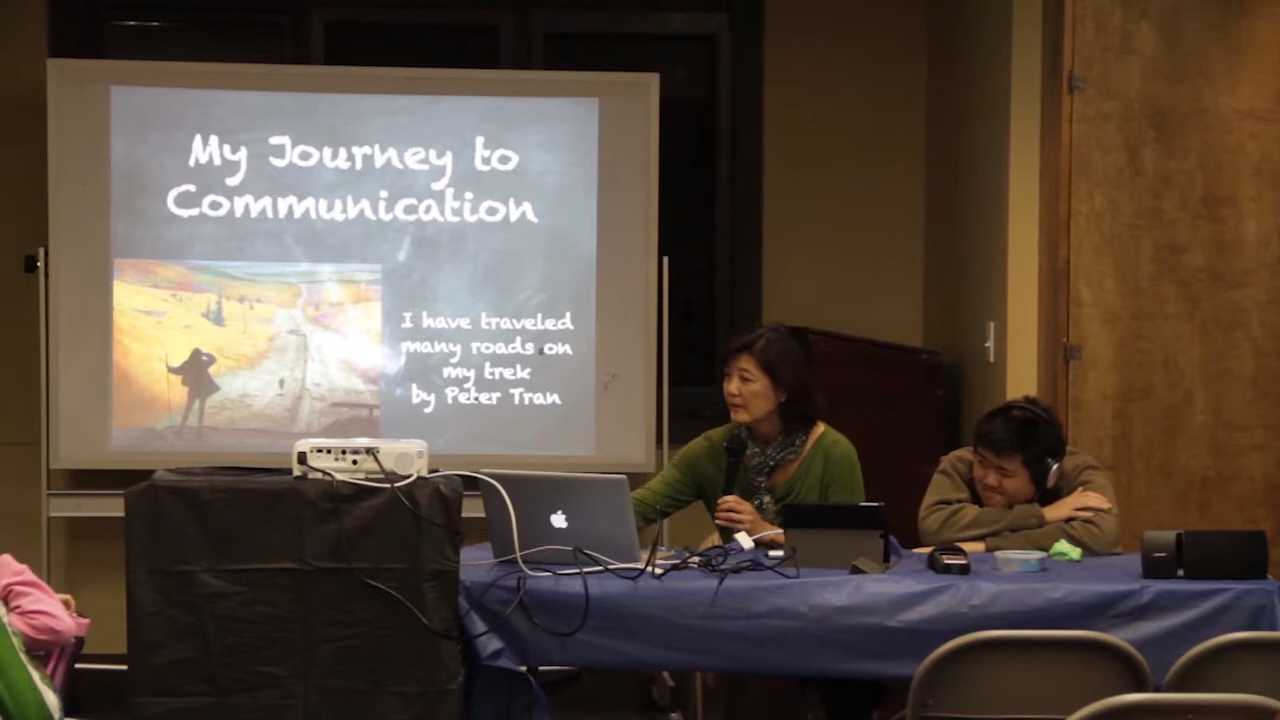 My Journey to
Communication
I have traveled
many roads on
my trek
by Peter Tran